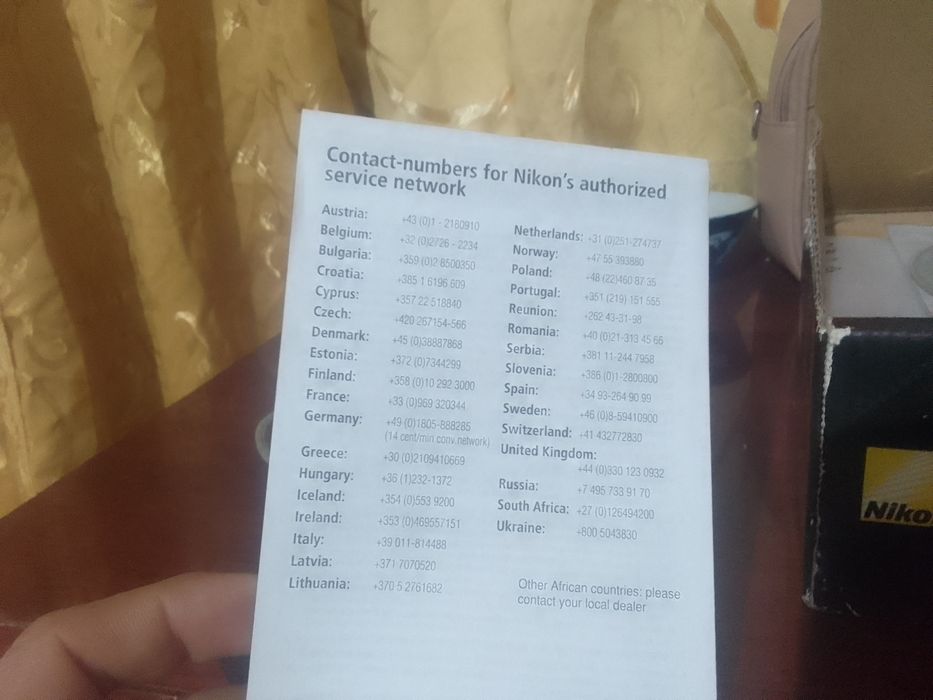 Contact-numbers for Nikon's authorized
service network
Austria: +43 (0)1 - 2180910
Belgium: +32 (0)2726 - 2234
Bulgaria: +359 (0)2 8500350
Croatia: +385 1 6196 609
Cyprus: +357 22 518840
Czech: +420 267154-566
Denmark: +45 (0)38887868
Estonia: +372 (0)7344299
Finland: +358 (0)10 292 3000
France: +33 (0)969 320344
Germany: +49 (0)1805-888285
(14 cent/min conv.network)
Greece: +30 (0)2109410669
Hungary: +36 (1)232-1372
Iceland: +354 (0)553 9200
Ireland: +353 (0)469557151
Italy: +39 011-814488
Latvia: +371 7070520
Lithuania: +370 5 2761682
Netherlands: +31 (0)251-274737
Norway: +47 55 393880
Poland: +48 (22)460 87 35
Portugal: +351 (219) 151 555
Reunion: +262 43-31-98
Romania: +40 (0)21-313 45 66
Serbia: +381 11-244 7958
Slovenia: +386 (0)1-2800800
Spain: +34 93-264 90 99
Sweden: +46 (0)8-59410900
Switzerland: +41 432772830
United Kingdom:
+44 (0)330 123 0932
Russia: +7 495 733 91 70
South Africa: +27 (0)126494200
Ukraine: +800 5043830
Other African countries: please
contact your local dealer
Niko